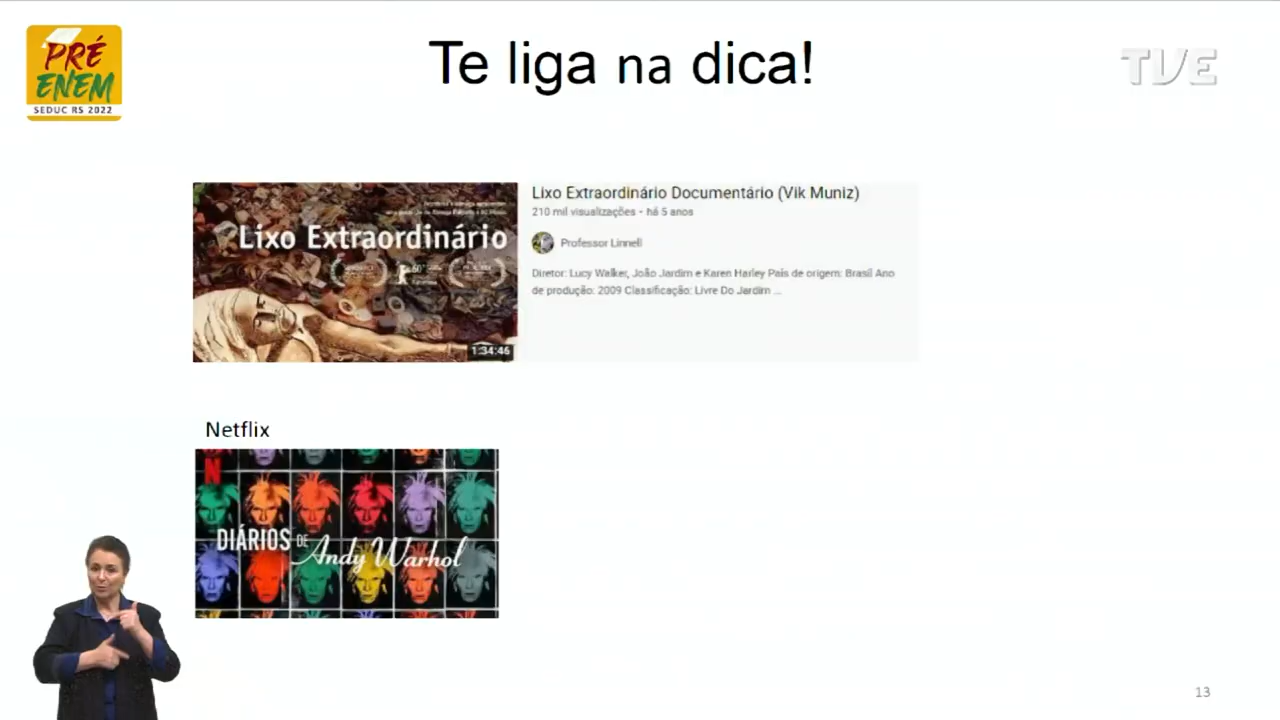 PRÉ
ENEM
SEDUC RS 2022
Te liga na dica!
TVE
Lixo Extraordinário
60
1:34:46
Lixo Extraordinário Documentário (Vik Muniz)
210 mil visualizações • há 5 anos
Professor Linnell
Diretor: Lucy Walker, João Jardim e Karen Harley País de origem: Brasil Ano
de produção: 2009 Classificação: Livre Do Jardim ...
Netflix
N
DIÁRIOS DE
Andy Warhol
13